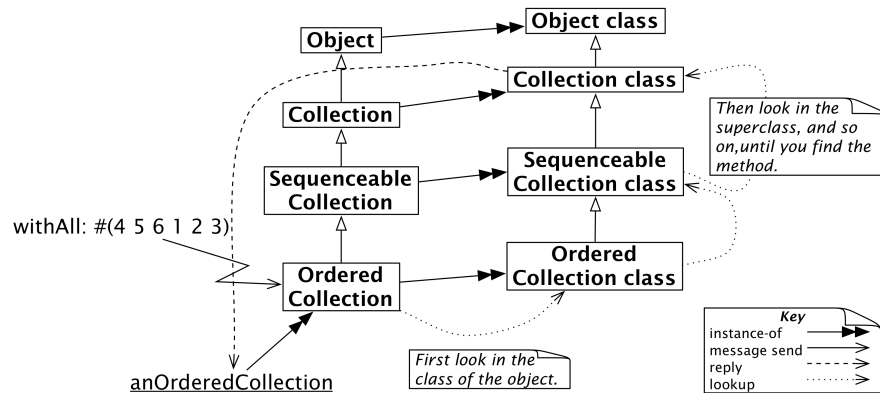 Object
Object class
Collection
Collection class
Then look in the
superclass, and so
on,until you find the
method.
Sequenceable
Collection
Sequenceable
Collection class
withAll: #(4 5 6 1 2 3)
Ordered
Collection
Ordered
Collection class
First look in the
class of the object.
anOrderedCollection
Key
instance-of
message send
reply
lookup